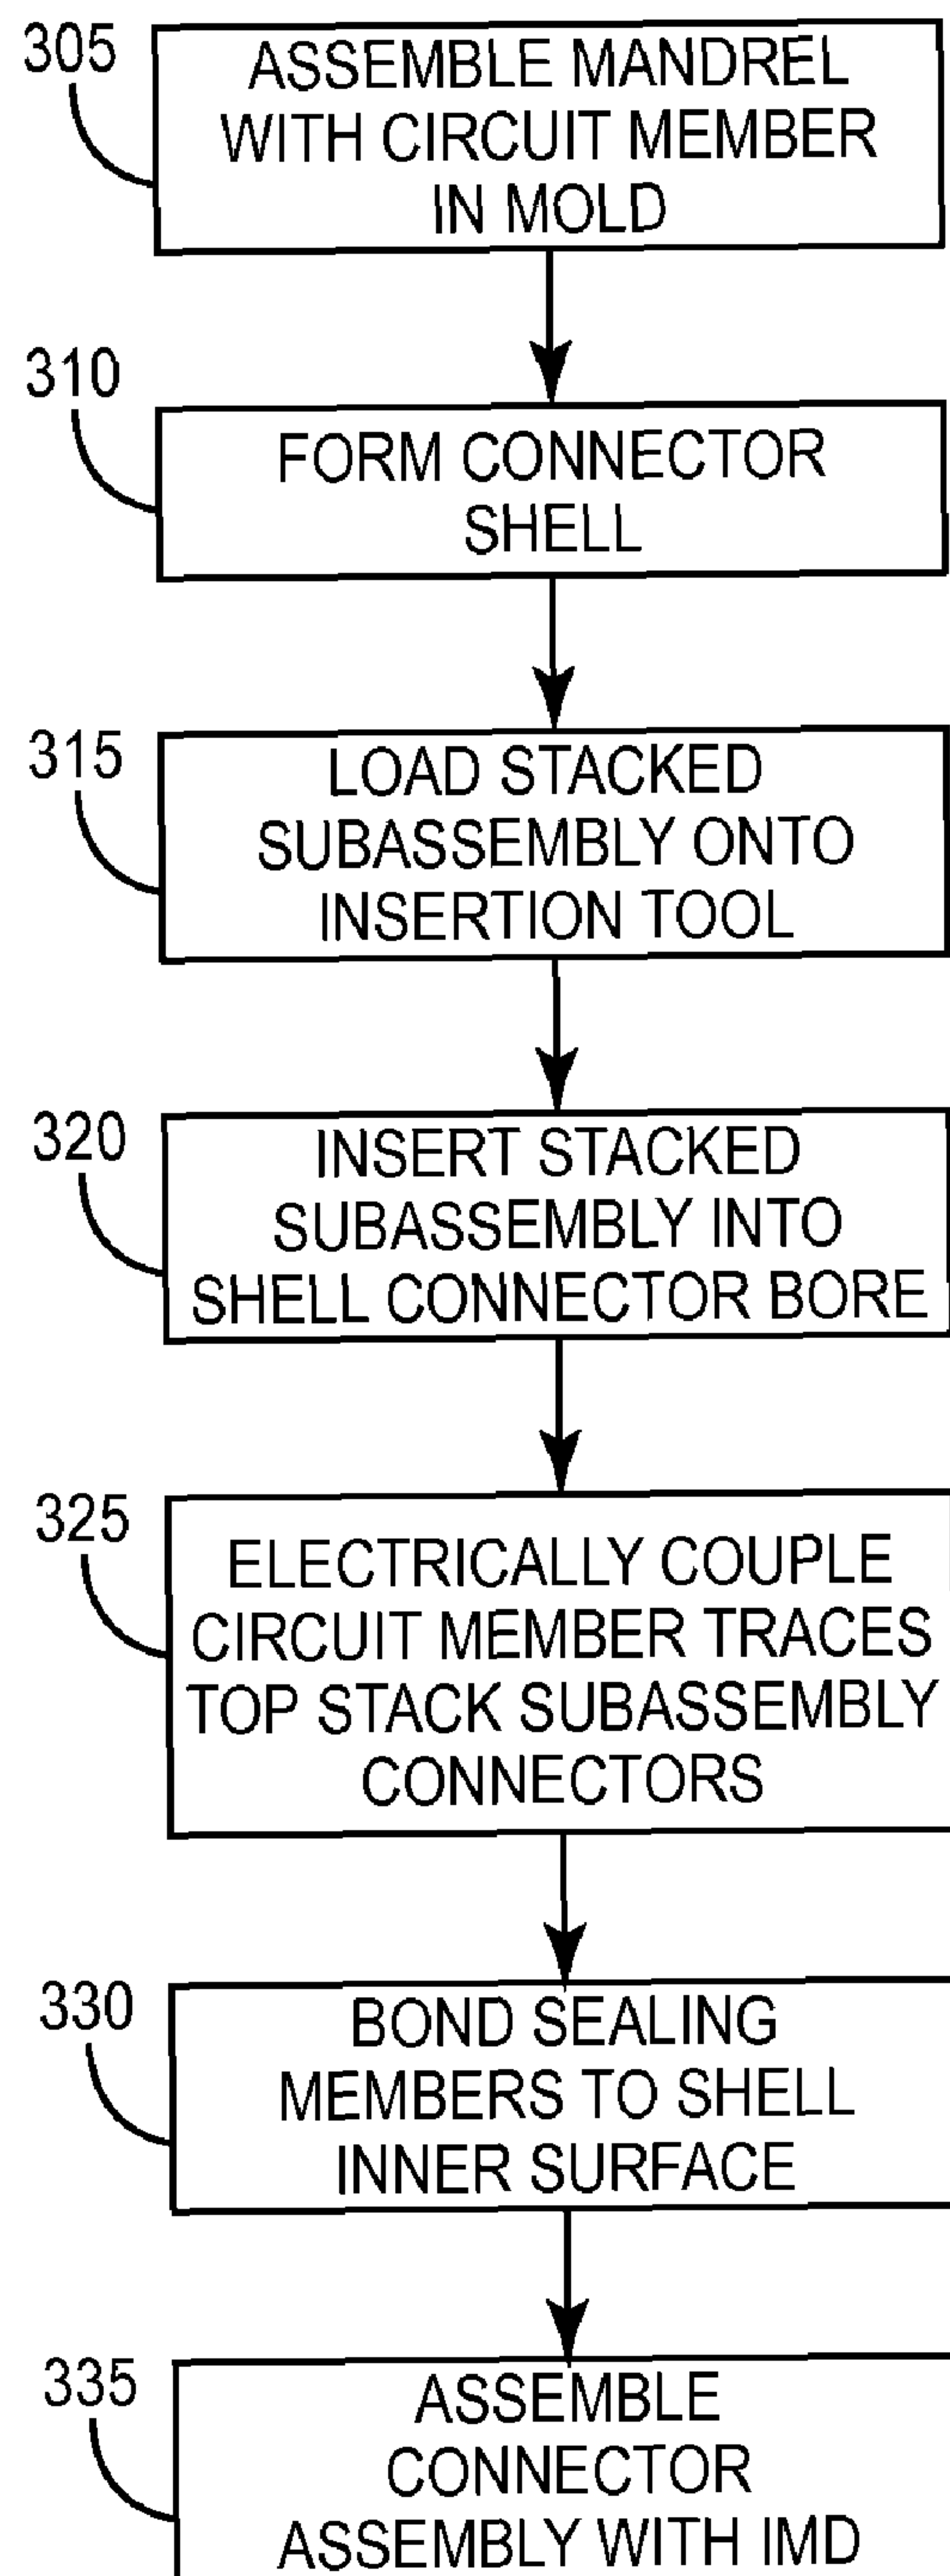 305
ASSEMBLE MANDREL
WITH CIRCUIT MEMBER
IN MOLD
310
FORM CONNECTOR
SHELL
315
LOAD STACKED
SUBASSEMBLY ONTO
INSERTION TOOL
320
INSERT STACKED
SUBASSEMBLY INTO
SHELL CONNECTOR BORE
325
ELECTRICALLY COUPLE
CIRCUIT MEMBER TRACES
TOP STACK SUBASSEMBLY
CONNECTORS
330
BOND SEALING
MEMBERS TO SHELL
INNER SURFACE
335
ASSEMBLE
CONNECTOR
ASSEMBLY WITH IMD